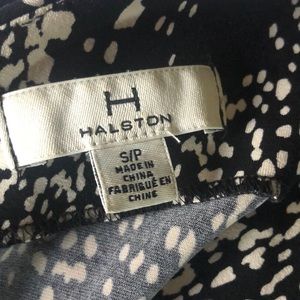 H
HALSTON
S/P
MADE IN
CHINA
FABRIQUÉ EN
CHINE